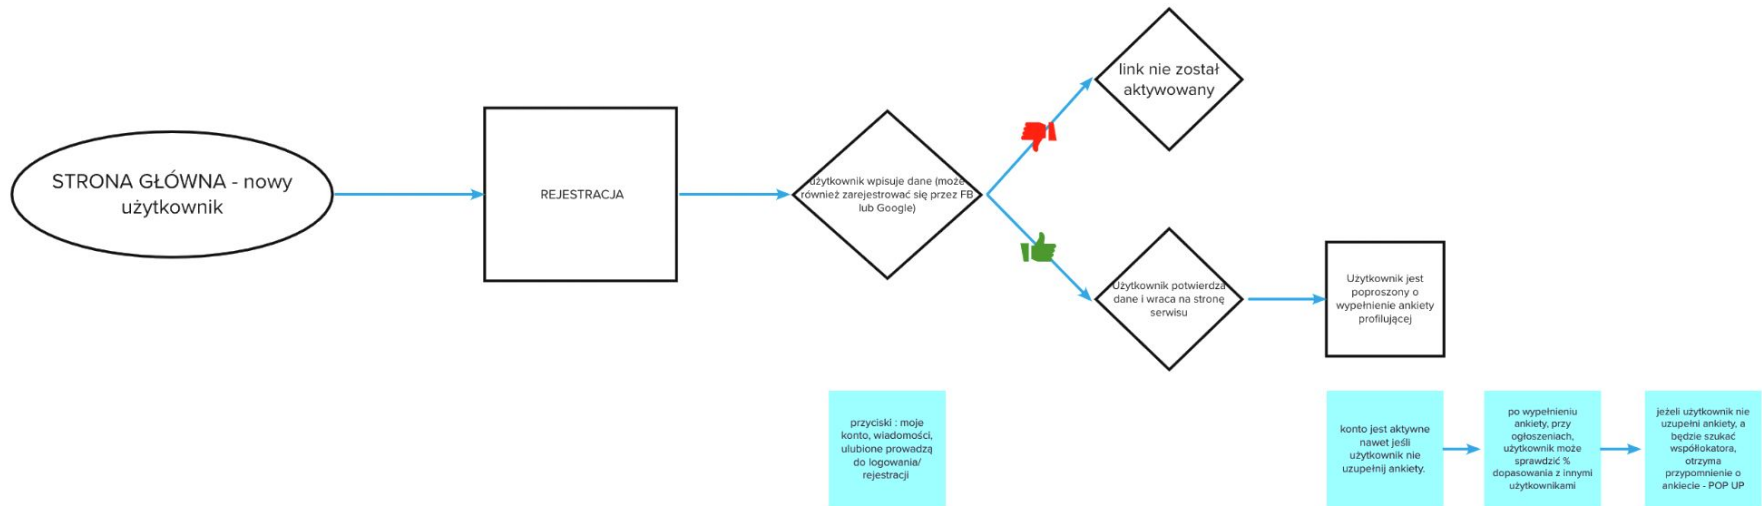 STRONA GŁÓWNA - nowy
użytkownik
REJESTRACJA
użytkownik wpisuje dane (może
również zarejestrować się przez FB
lub Google)
link nie został
aktywowany
Użytkownik potwierdza
dane i wraca na stronę
serwisu
Użytkownik jest
poproszony o
wypełnienie ankiety
profilującej
przyciski : moje
konto, wiadomości,
ulubione prowadzą
do logowania/
rejestracji
konto jest aktywne
nawet jeśli
użytkownik nie
uzupełnij ankiety.
po wypełnieniu
ankiety, przy
ogłoszeniach,
użytkownik może
sprawdzić %
dopasowania z innymi
użytkownikami
jeżeli użytkownik nie
uzupełni ankiety, a
będzie szukać
współlokatora,
otrzyma
przypomnienie o
ankiecie - POP UP